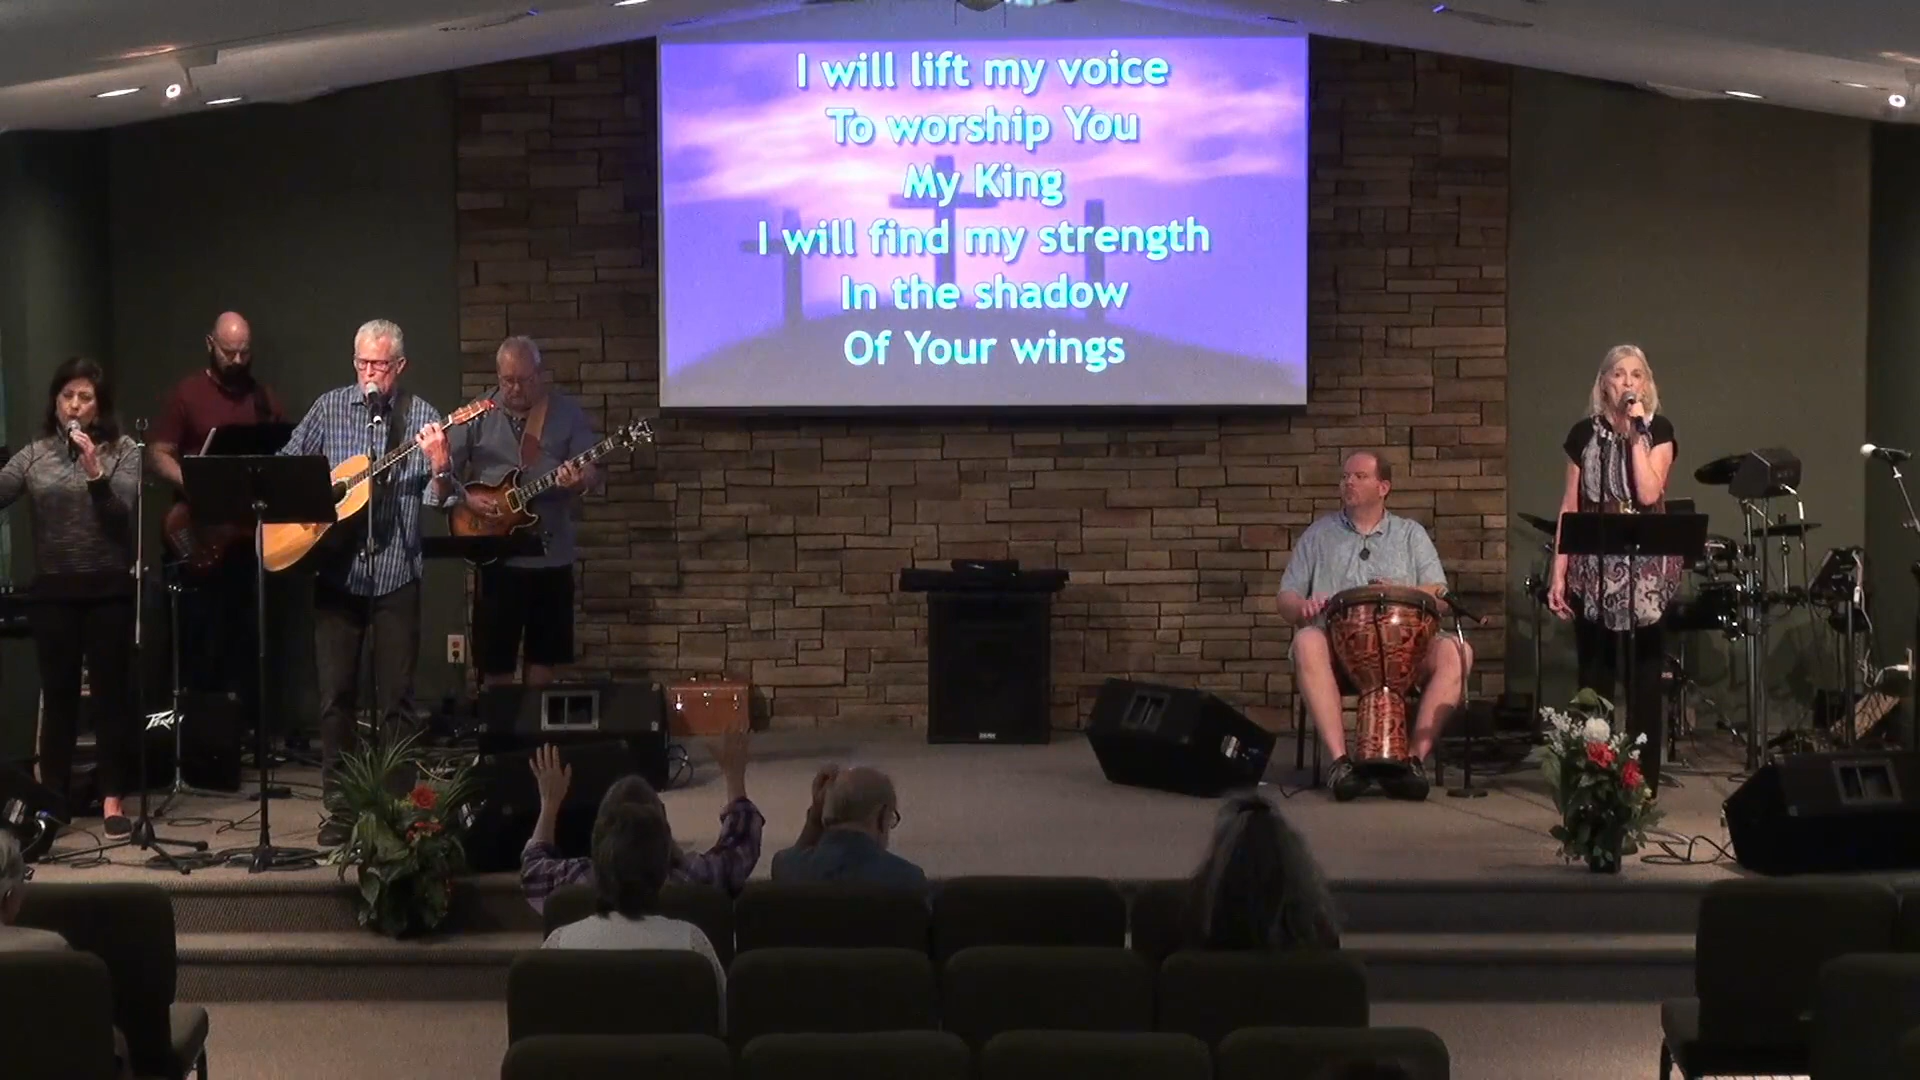 I will lift my voice
To worship You
My King
I will find my strength
In the shadow
Of Your wings
PEAVEY